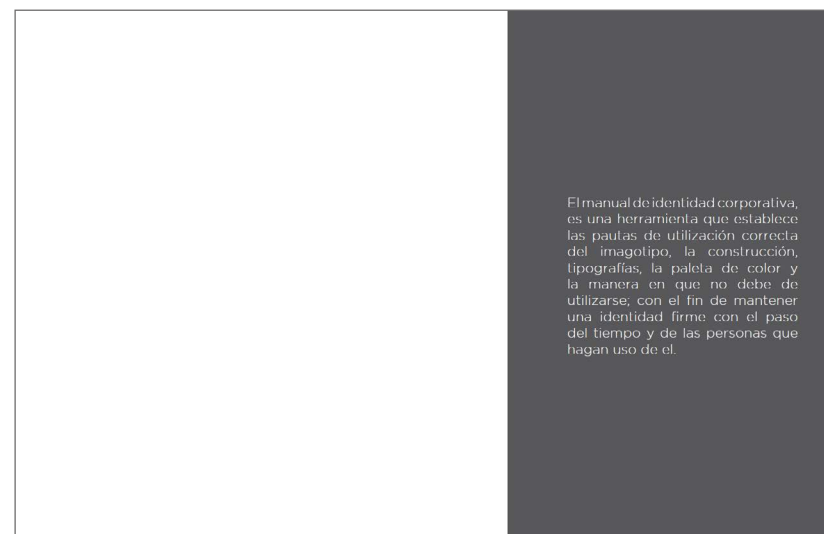 El manual de identidad corporativa,
es una herramienta que establece
las pautas de utilización correcta
del imagotipo, la construcción,
tipografías, la paleta de color y
la manera en que no debe de
utilizarse; con el fin de mantener
una identidad firme con el paso
del tiempo y de las personas que
hagan uso de el.